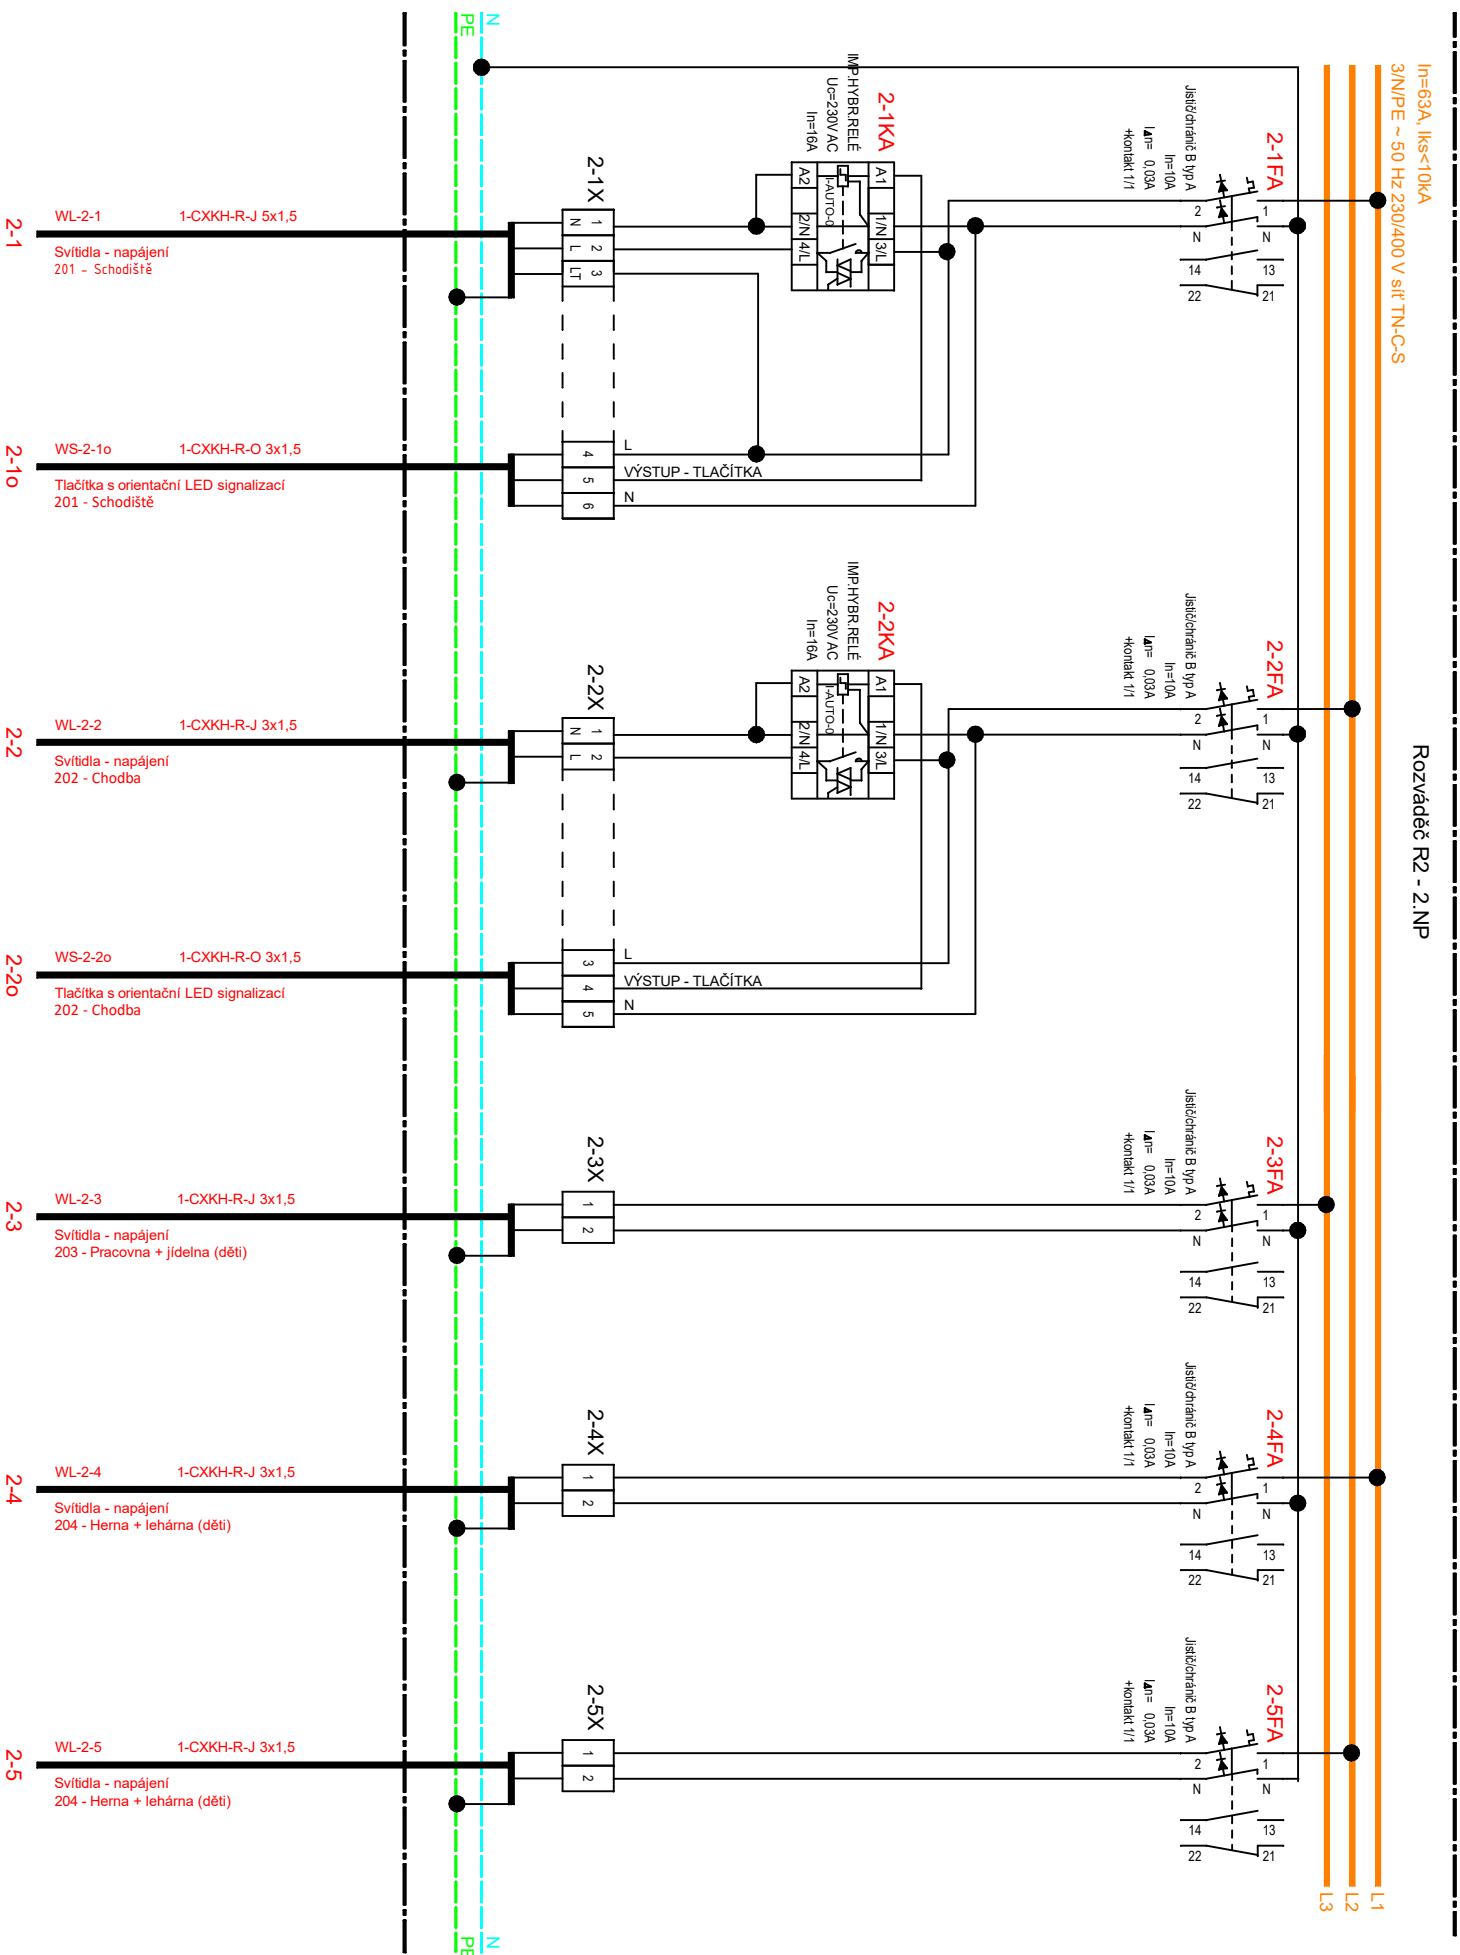 Rozváděč R2 - 2.NP
In=63A, Iks<10kA
3/N/PE ~ 50 Hz 230/400 V síť TN-C-S
L1
L2
L3
2-1FA
Jistič/chránič B typ A
In=10A
I∆n= 0,03A
+kontakt 1/1
1
2
N
N
13
14
21
22
2-2FA
Jistič/chránič B typ A
In=10A
I∆n= 0,03A
+kontakt 1/1
1
2
N
N
13
14
21
22
2-3FA
Jistič/chránič B typ A
In=10A
I∆n= 0,03A
+kontakt 1/1
1
2
N
N
13
14
21
22
2-4FA
Jistič/chránič B typ A
In=10A
I∆n= 0,03A
+kontakt 1/1
1
2
N
N
13
14
21
22
2-5FA
Jistič/chránič B typ A
In=10A
I∆n= 0,03A
+kontakt 1/1
1
2
N
N
13
14
21
22
2-1KA
IMP.HYBR.RELÉ
Uc=230V AC
In=16A
A1
1/N
3/L
I-AUTO-0
A2
2/N
4/L
2-2KA
IMP.HYBR.RELÉ
Uc=230V AC
In=16A
A1
1/N
3/L
I-AUTO-0
A2
2/N
4/L
2-1X
1
N
2
L
3
LT
4
5
6
L
VÝSTUP - TLAČÍTKA
N
2-2X
1
N
2
L
3
4
5
L
VÝSTUP - TLAČÍTKA
N
2-3X
1
2
2-4X
1
2
2-5X
1
2
N
PE
N
PE
WL-2-1 1-CXKH-R-J 5x1,5
Svítidla - napájení
201 - Schodiště
2-1
WS-2-1o 1-CXKH-R-O 3x1,5
Tlačítka s orientační LED signalizací
201 - Schodiště
2-1o
WL-2-2 1-CXKH-R-J 3x1,5
Svítidla - napájení
202 - Chodba
2-2
WS-2-2o 1-CXKH-R-O 3x1,5
Tlačítka s orientační LED signalizací
202 - Chodba
2-2o
WL-2-3 1-CXKH-R-J 3x1,5
Svítidla - napájení
203 - Pracovna + jídelna (děti)
2-3
WL-2-4 1-CXKH-R-J 3x1,5
Svítidla - napájení
204 - Herna + lehárna (děti)
2-4
WL-2-5 1-CXKH-R-J 3x1,5
Svítidla - napájení
204 - Herna + lehárna (děti)
2-5